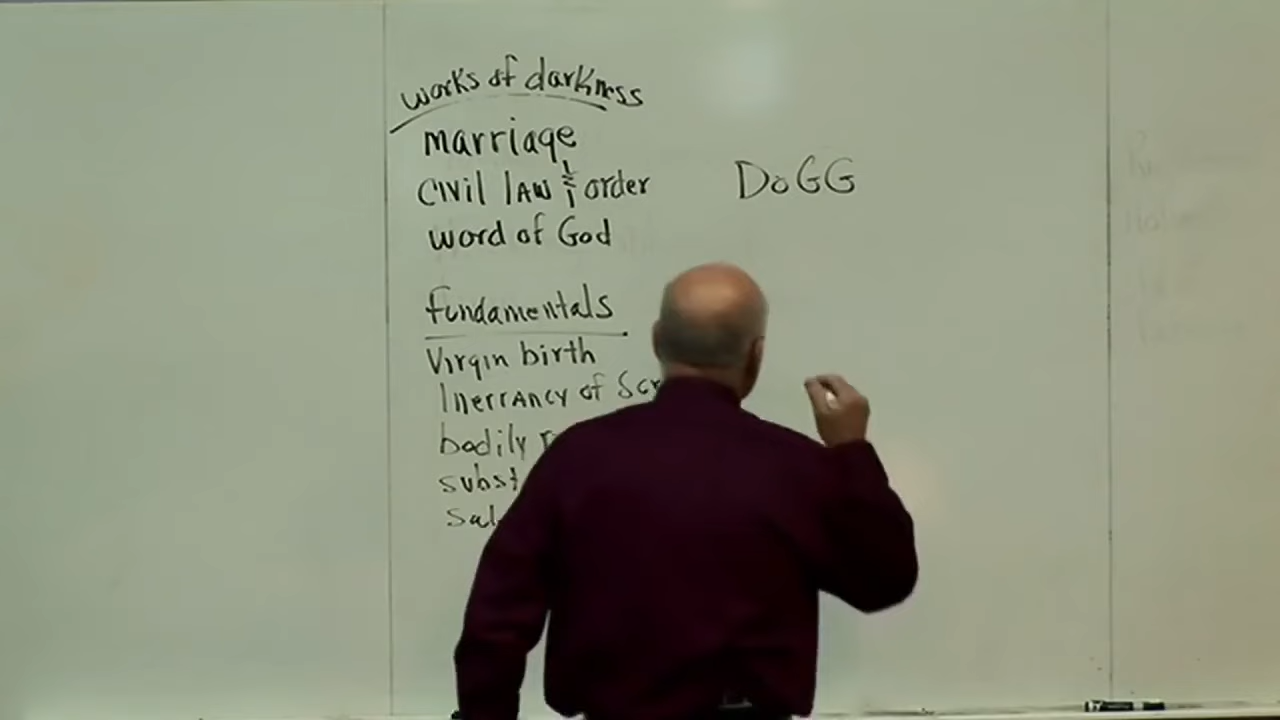 works of darkness
marriage
civil law & order
word of God
DoGG
fundamentals
Virgin birth
Inerrancy of Scr
bodily r
subst
Sal